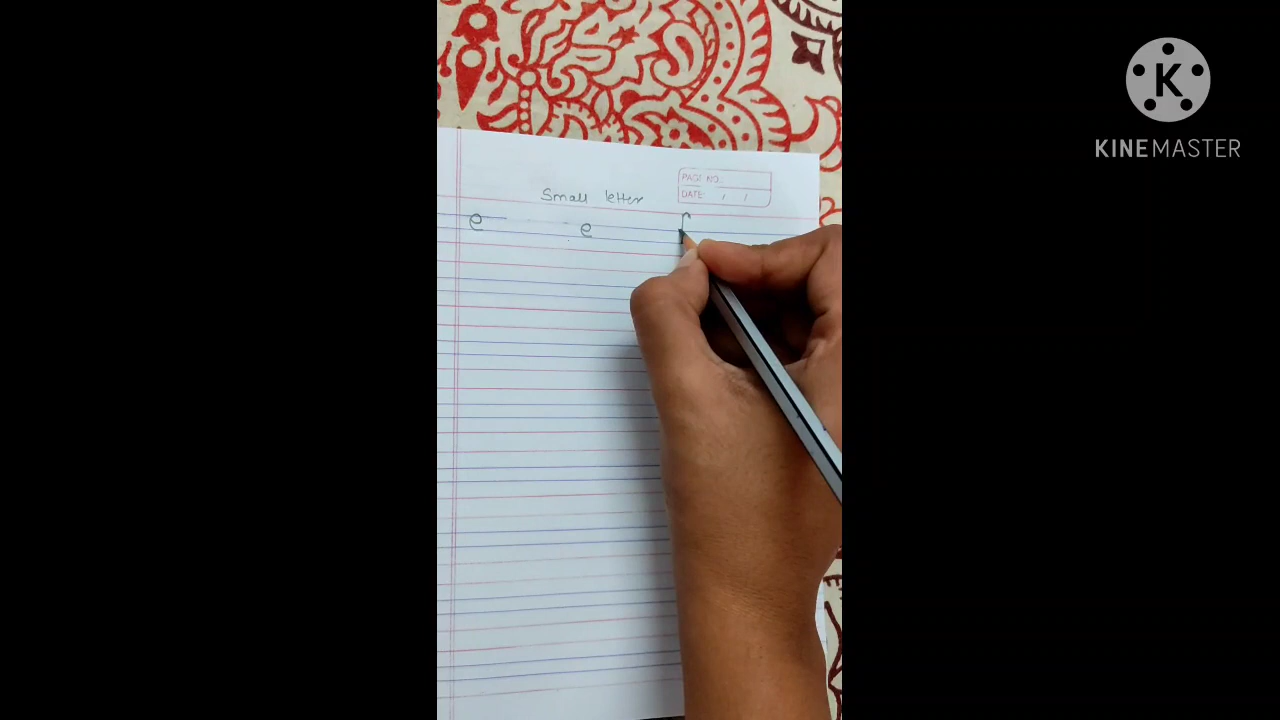 K
KINEMASTER
PAGE NO.:
DATE: / /
Small letter
e e f